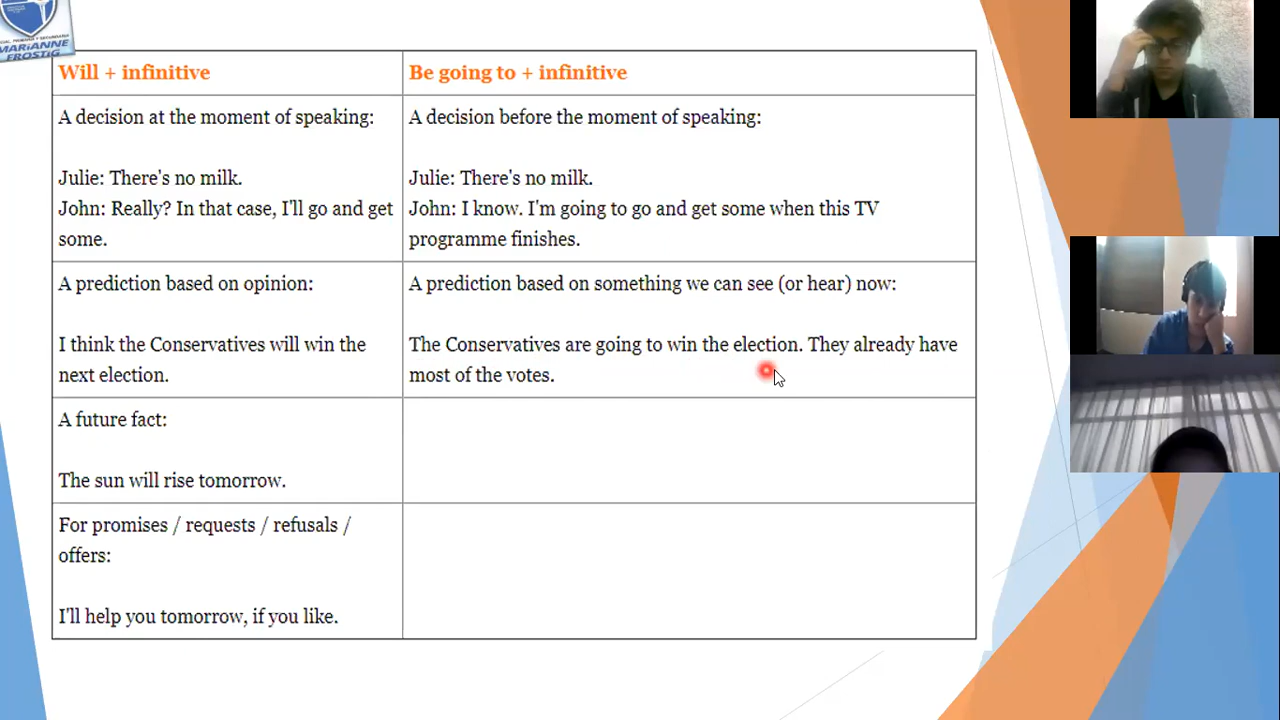 MARIANNE
FROSTIG
Will + infinitive
Be going to + infinitive
A decision at the moment of speaking:
Julie: There's no milk.
John: Really? In that case, I'll go and get
some.
A decision before the moment of speaking:
Julie: There's no milk.
John: I know. I'm going to go and get some when this TV
programme finishes.
A prediction based on opinion:
I think the Conservatives will win the
next election.
A prediction based on something we can see (or hear) now:
The Conservatives are going to win the election. They already have
most of the votes.
A future fact:
The sun will rise tomorrow.
For promises / requests / refusals /
offers:
I'll help you tomorrow, if you like.